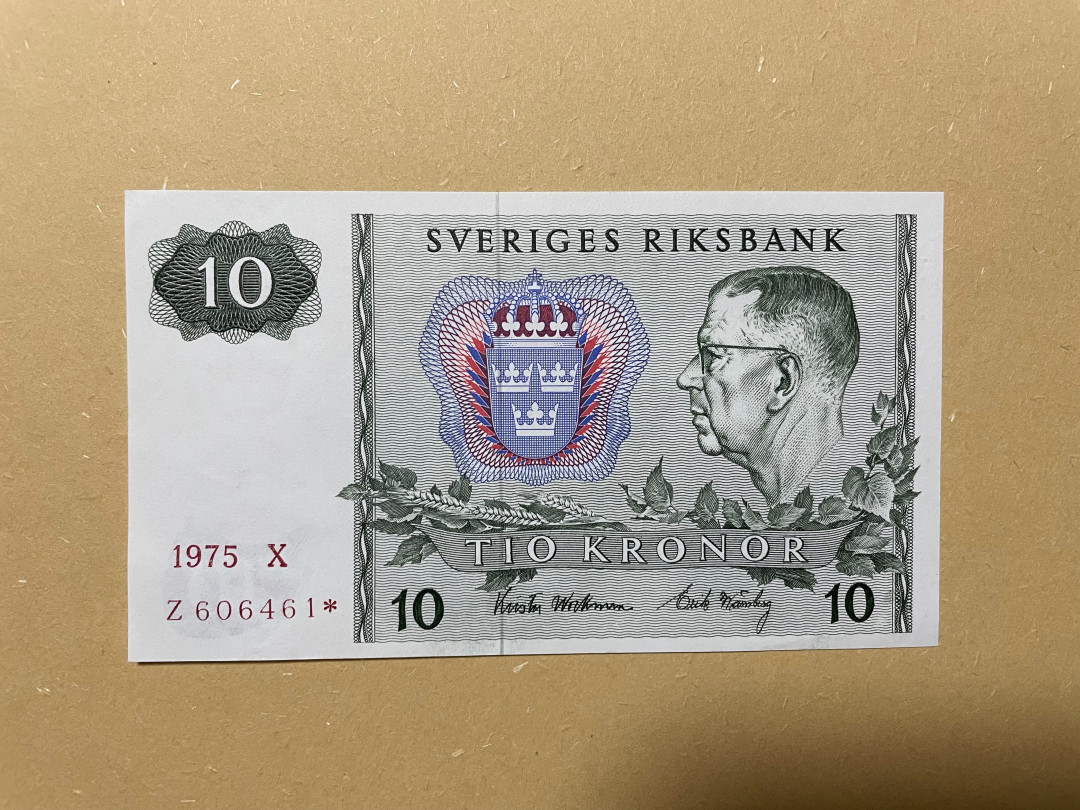 10
SVERIGES RIKSBANK
TIO KRONOR
1975 X
Z 606461*
10
10